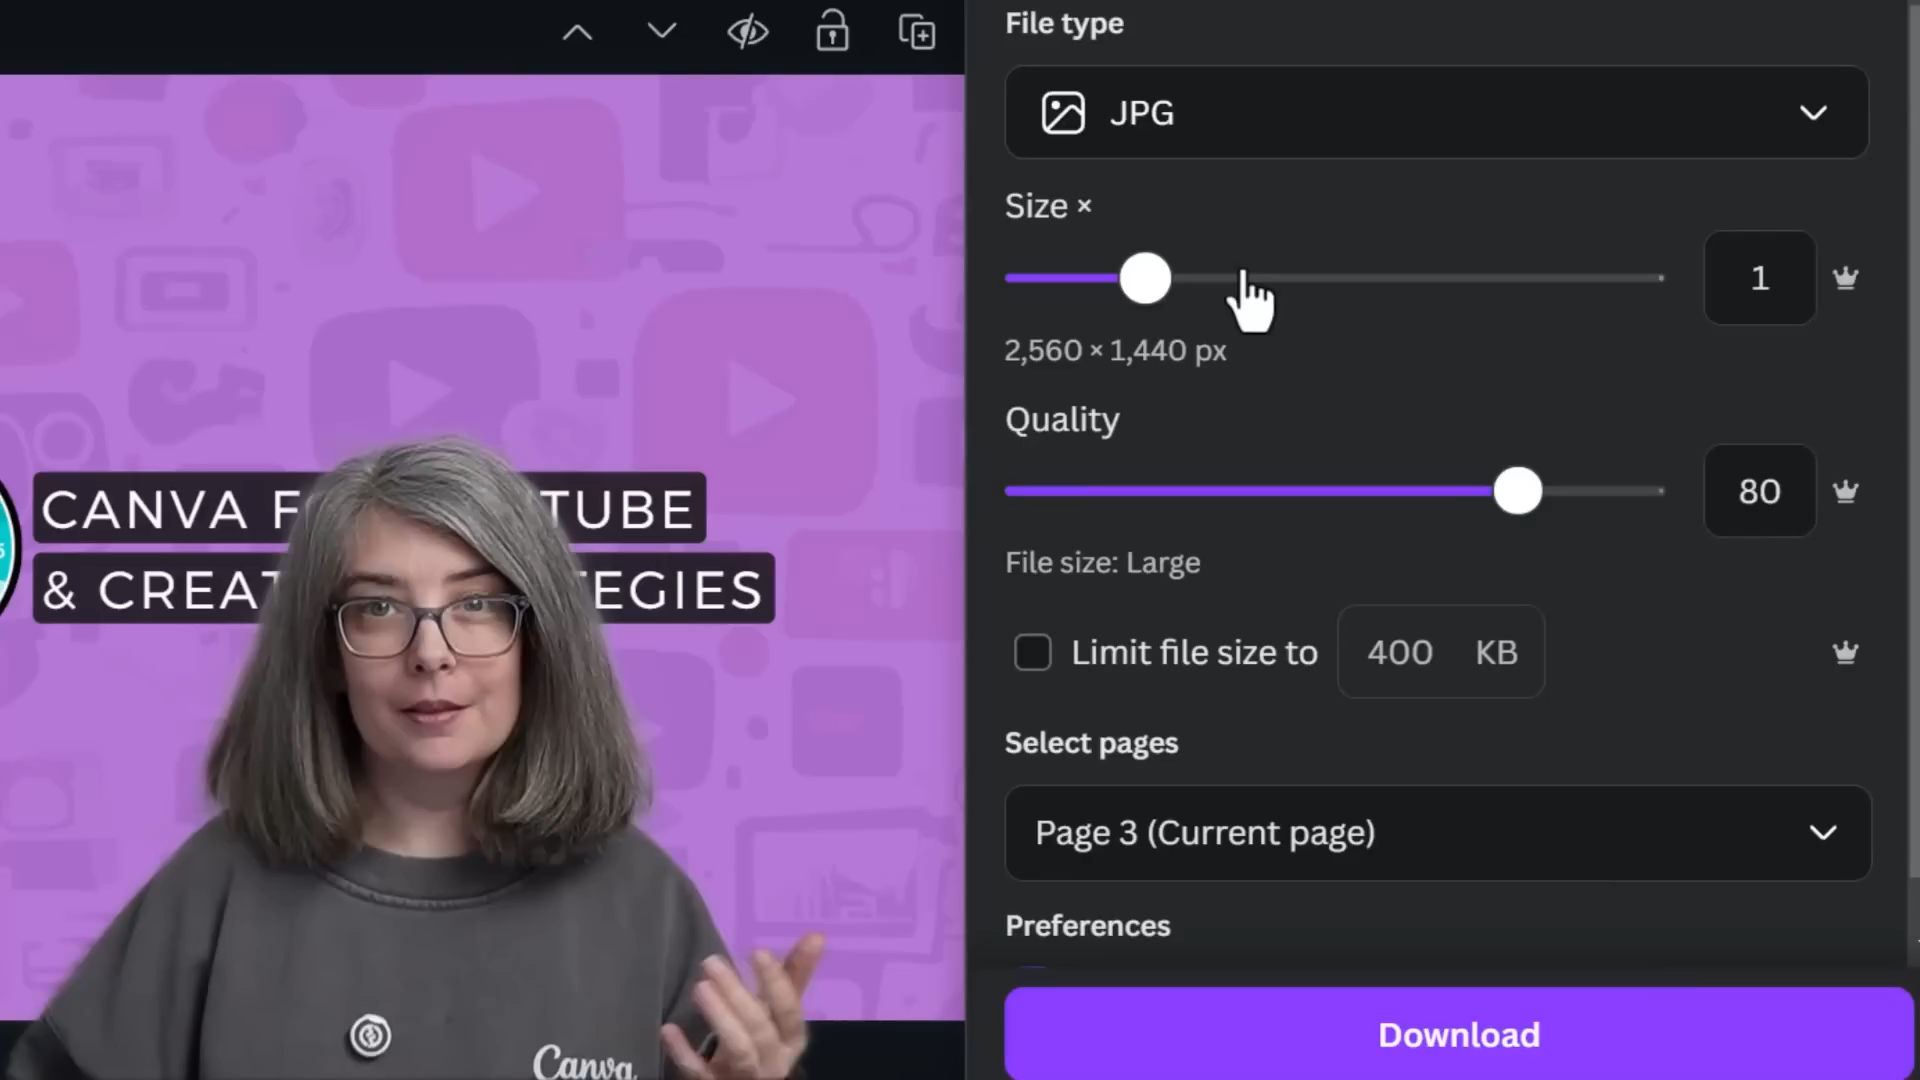 File type
JPG
Size ×
1
2,560 × 1,440 px
Quality
80
File size: Large
Limit file size to 400 KB
Select pages
Page 3 (Current page)
Preferences
Download
CANVA F TUBE
& CREAT EGIES
Canva